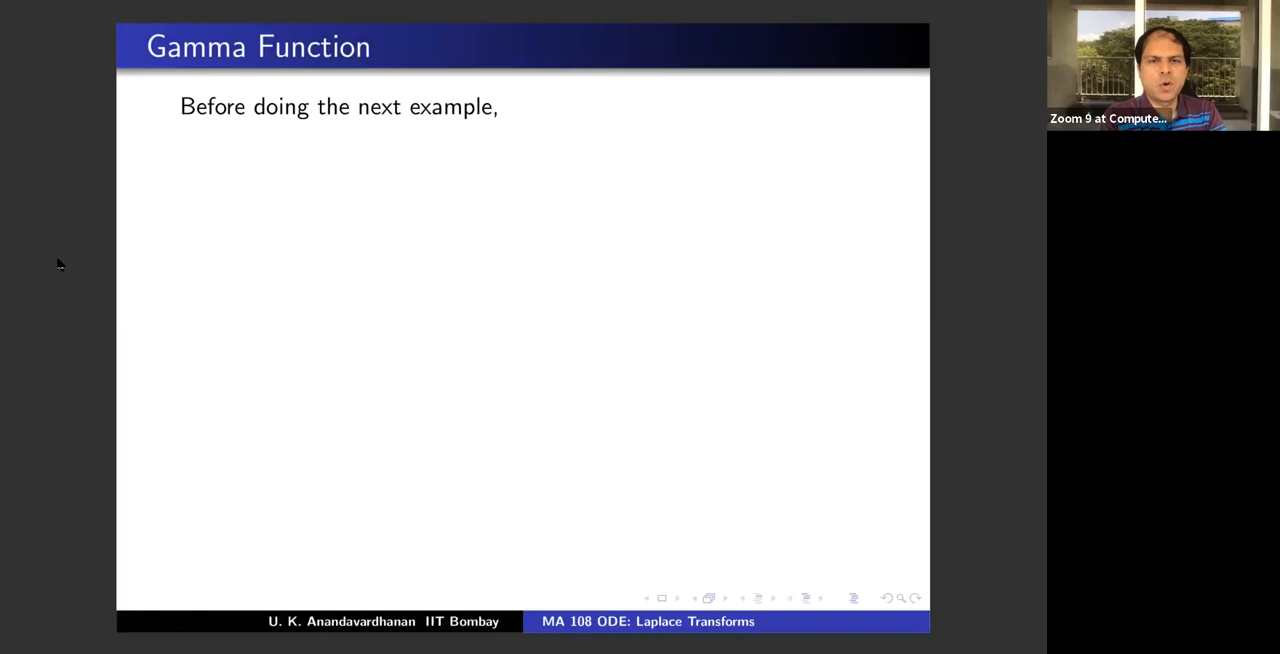 Gamma Function
Before doing the next example,
Zoom 9 at Compute...
U. K. Anandavardhanan IIT Bombay
MA 108 ODE: Laplace Transforms